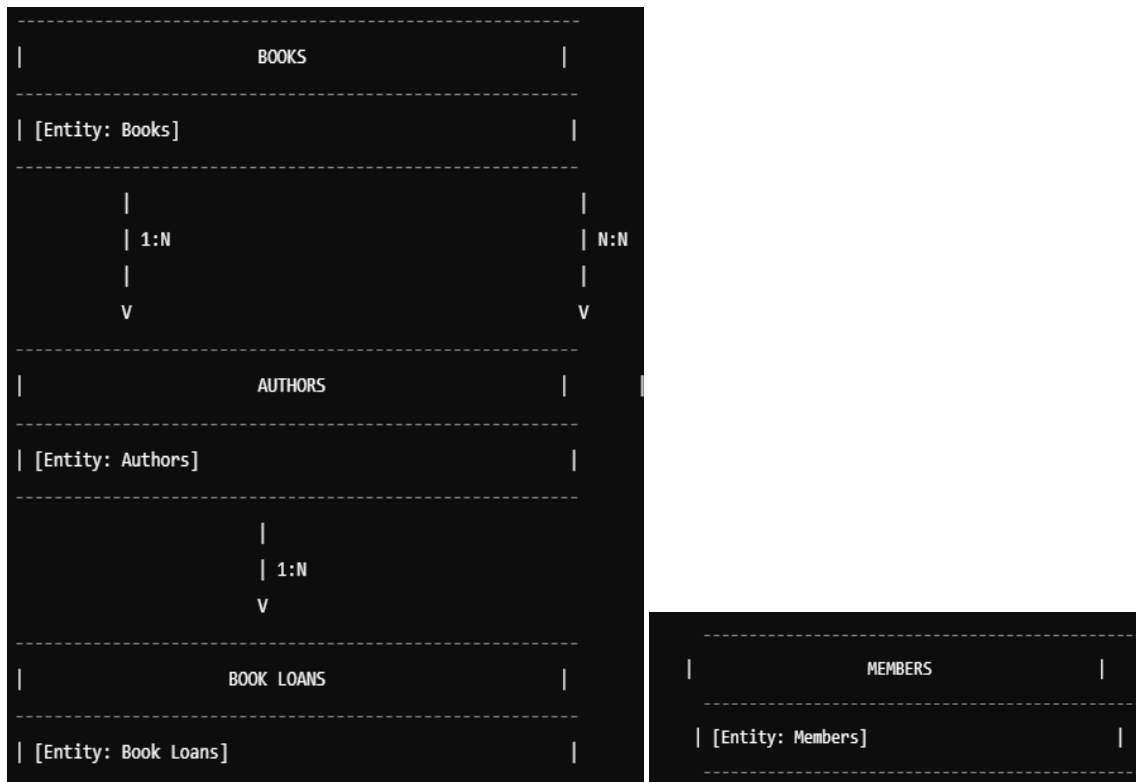 BOOKS
[Entity: Books]
1:N
N:N
V
V
AUTHORS
[Entity: Authors]
1:N
V
BOOK LOANS
[Entity: Book Loans]
MEMBERS
[Entity: Members]